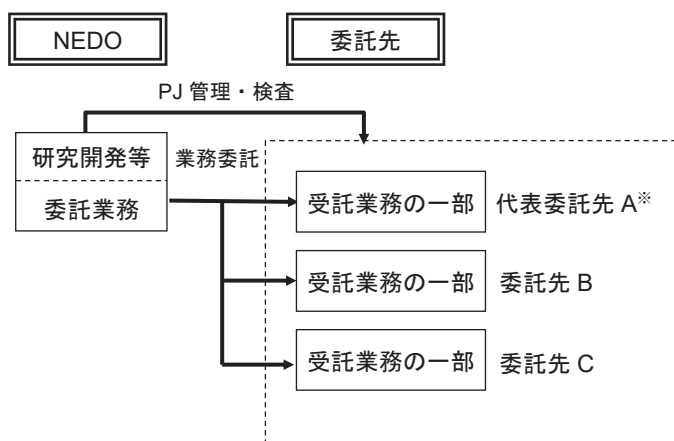 NEDO
委託先
PJ 管理・検査
研究開発等
業務委託
委託業務
受託業務の一部
代表委託先 A※
受託業務の一部
委託先 B
受託業務の一部
委託先 C